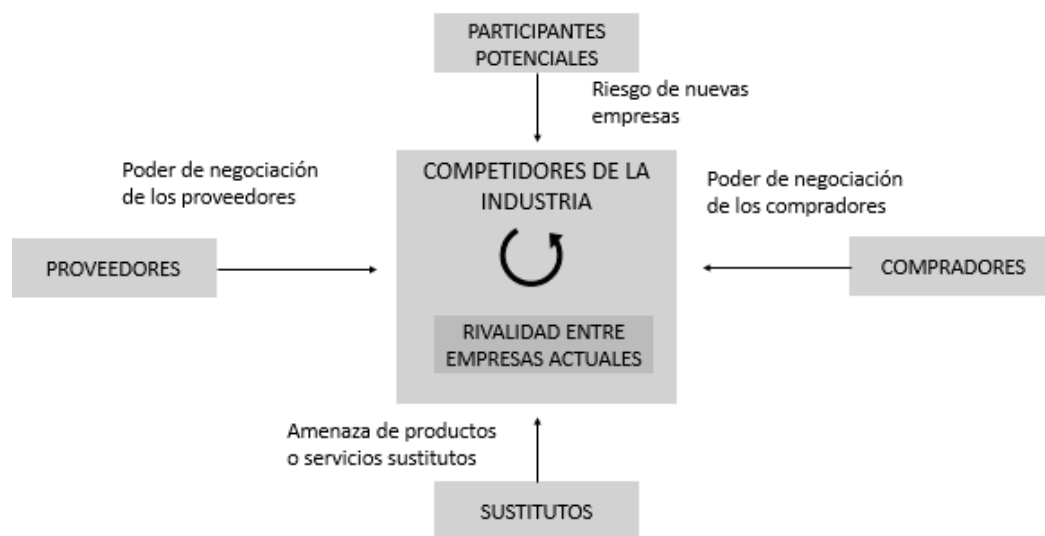 PARTICIPANTES
POTENCIALES
Riesgo de nuevas
empresas
Poder de negociación
de los proveedores
COMPETIDORES DE LA
INDUSTRIA
Poder de negociación
de los compradores
PROVEEDORES
COMPRADORES
RIVALIDAD ENTRE
EMPRESAS ACTUALES
Amenaza de productos
o servicios sustitutos
SUSTITUTOS